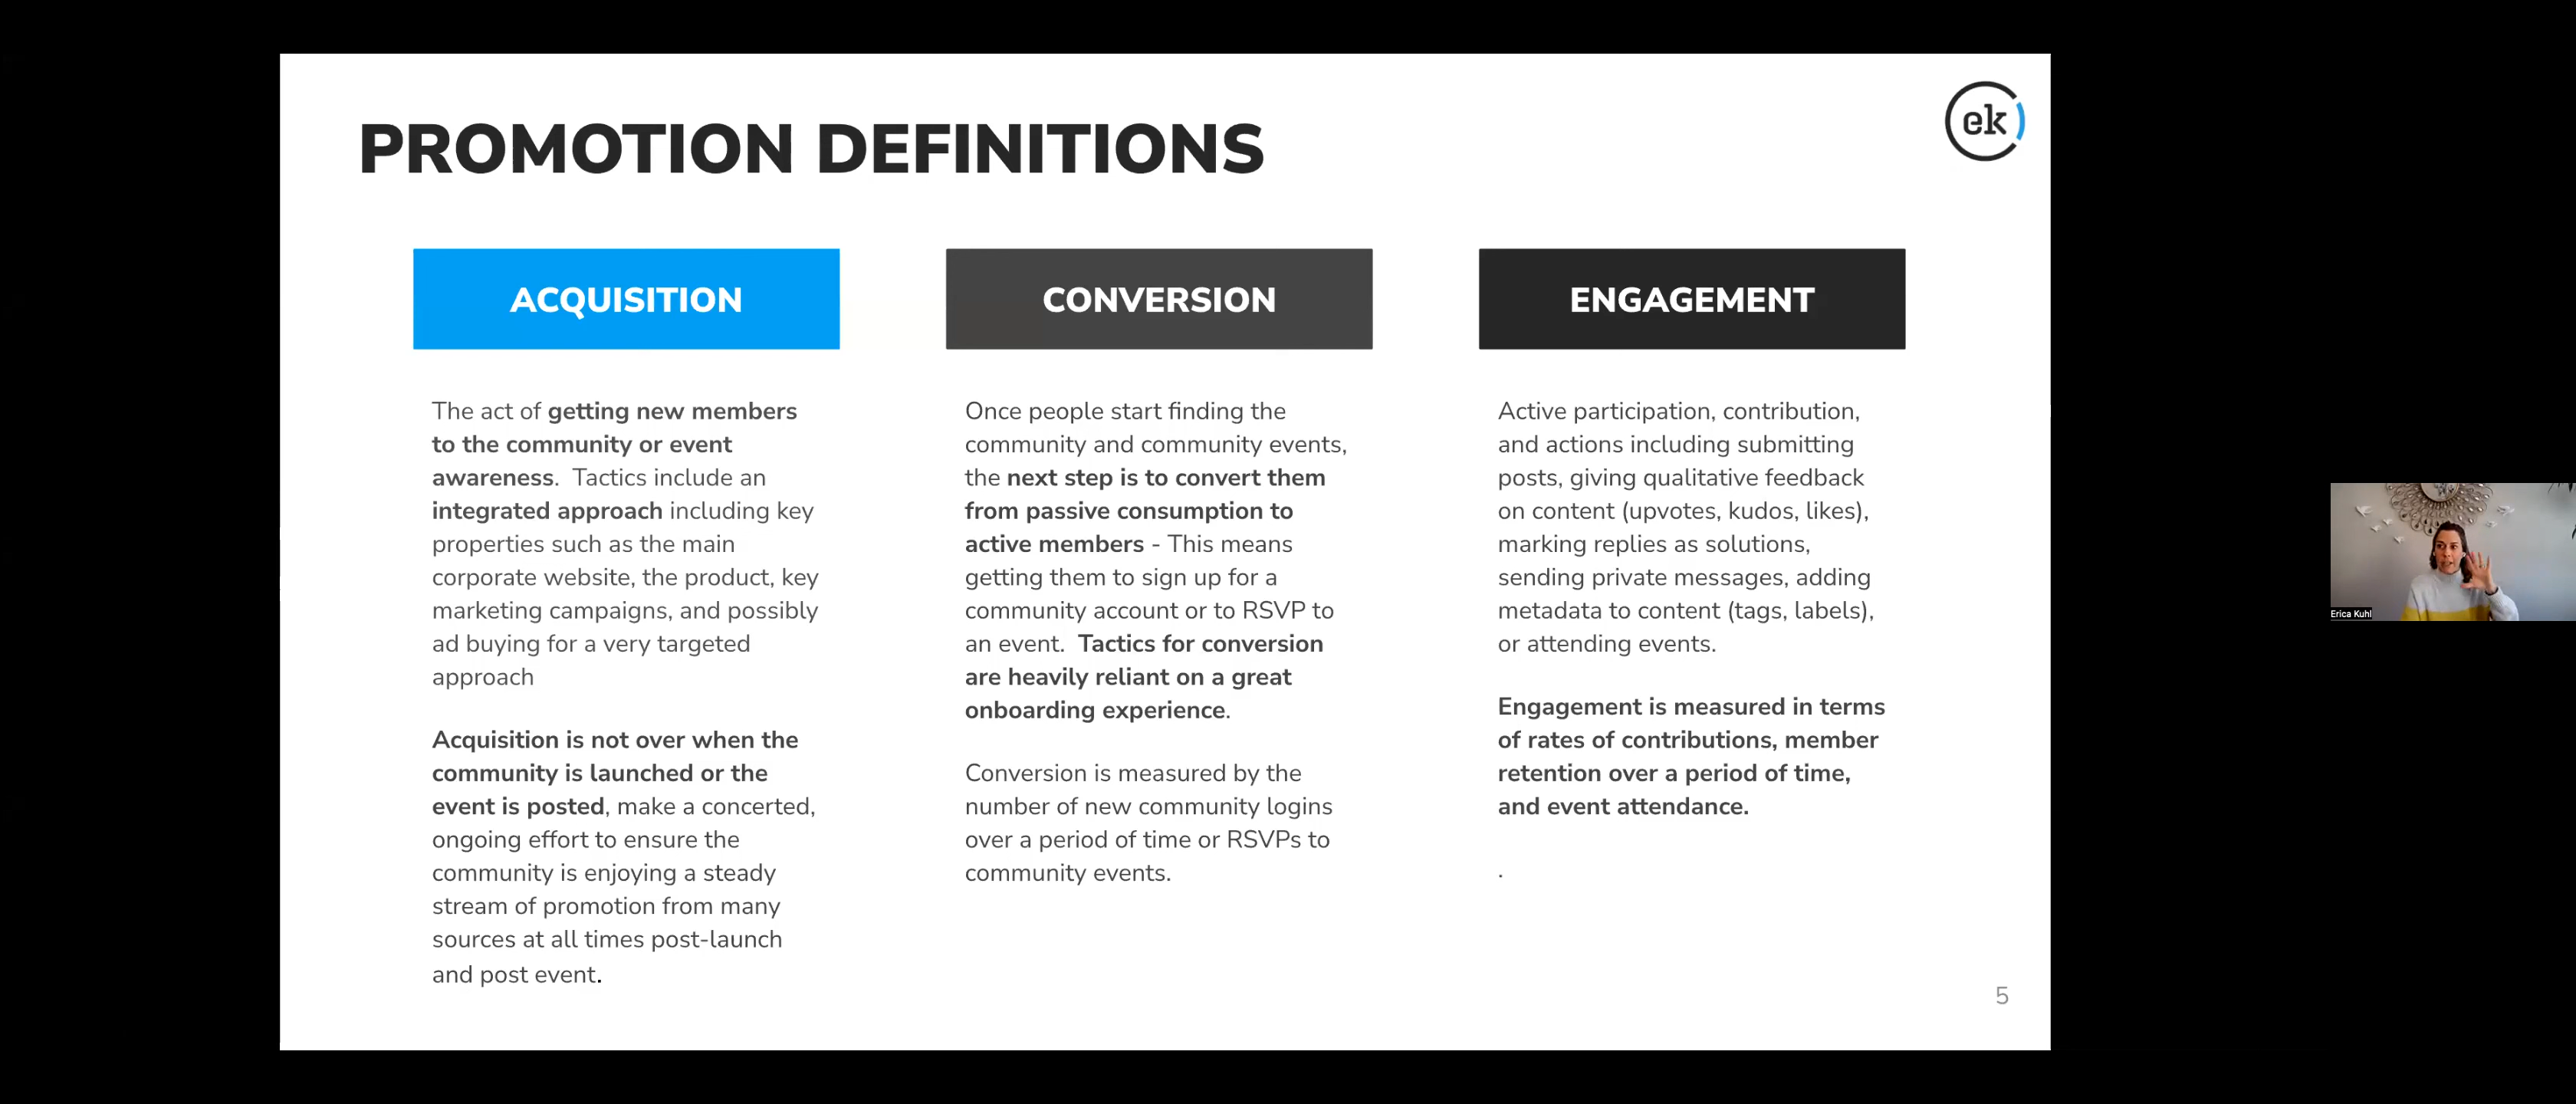 PROMOTION DEFINITIONS
ek
ACQUISITION
The act of getting new members
to the community or event
awareness.  Tactics include an
integrated approach including key
properties such as the main
corporate website, the product, key
marketing campaigns, and possibly
ad buying for a very targeted
approach
Acquisition is not over when the
community is launched or the
event is posted, make a concerted,
ongoing effort to ensure the
community is enjoying a steady
stream of promotion from many
sources at all times post-launch
and post event.
CONVERSION
Once people start finding the
community and community events,
the next step is to convert them
from passive consumption to
active members - This means
getting them to sign up for a
community account or to RSVP to
an event.  Tactics for conversion
are heavily reliant on a great
onboarding experience.
Conversion is measured by the
number of new community logins
over a period of time or RSVPs to
community events.
ENGAGEMENT
Active participation, contribution,
and actions including submitting
posts, giving qualitative feedback
on content (upvotes, kudos, likes),
marking replies as solutions,
sending private messages, adding
metadata to content (tags, labels),
or attending events.
Engagement is measured in terms
of rates of contributions, member
retention over a period of time,
and event attendance.
.
5
Erica Kuhl